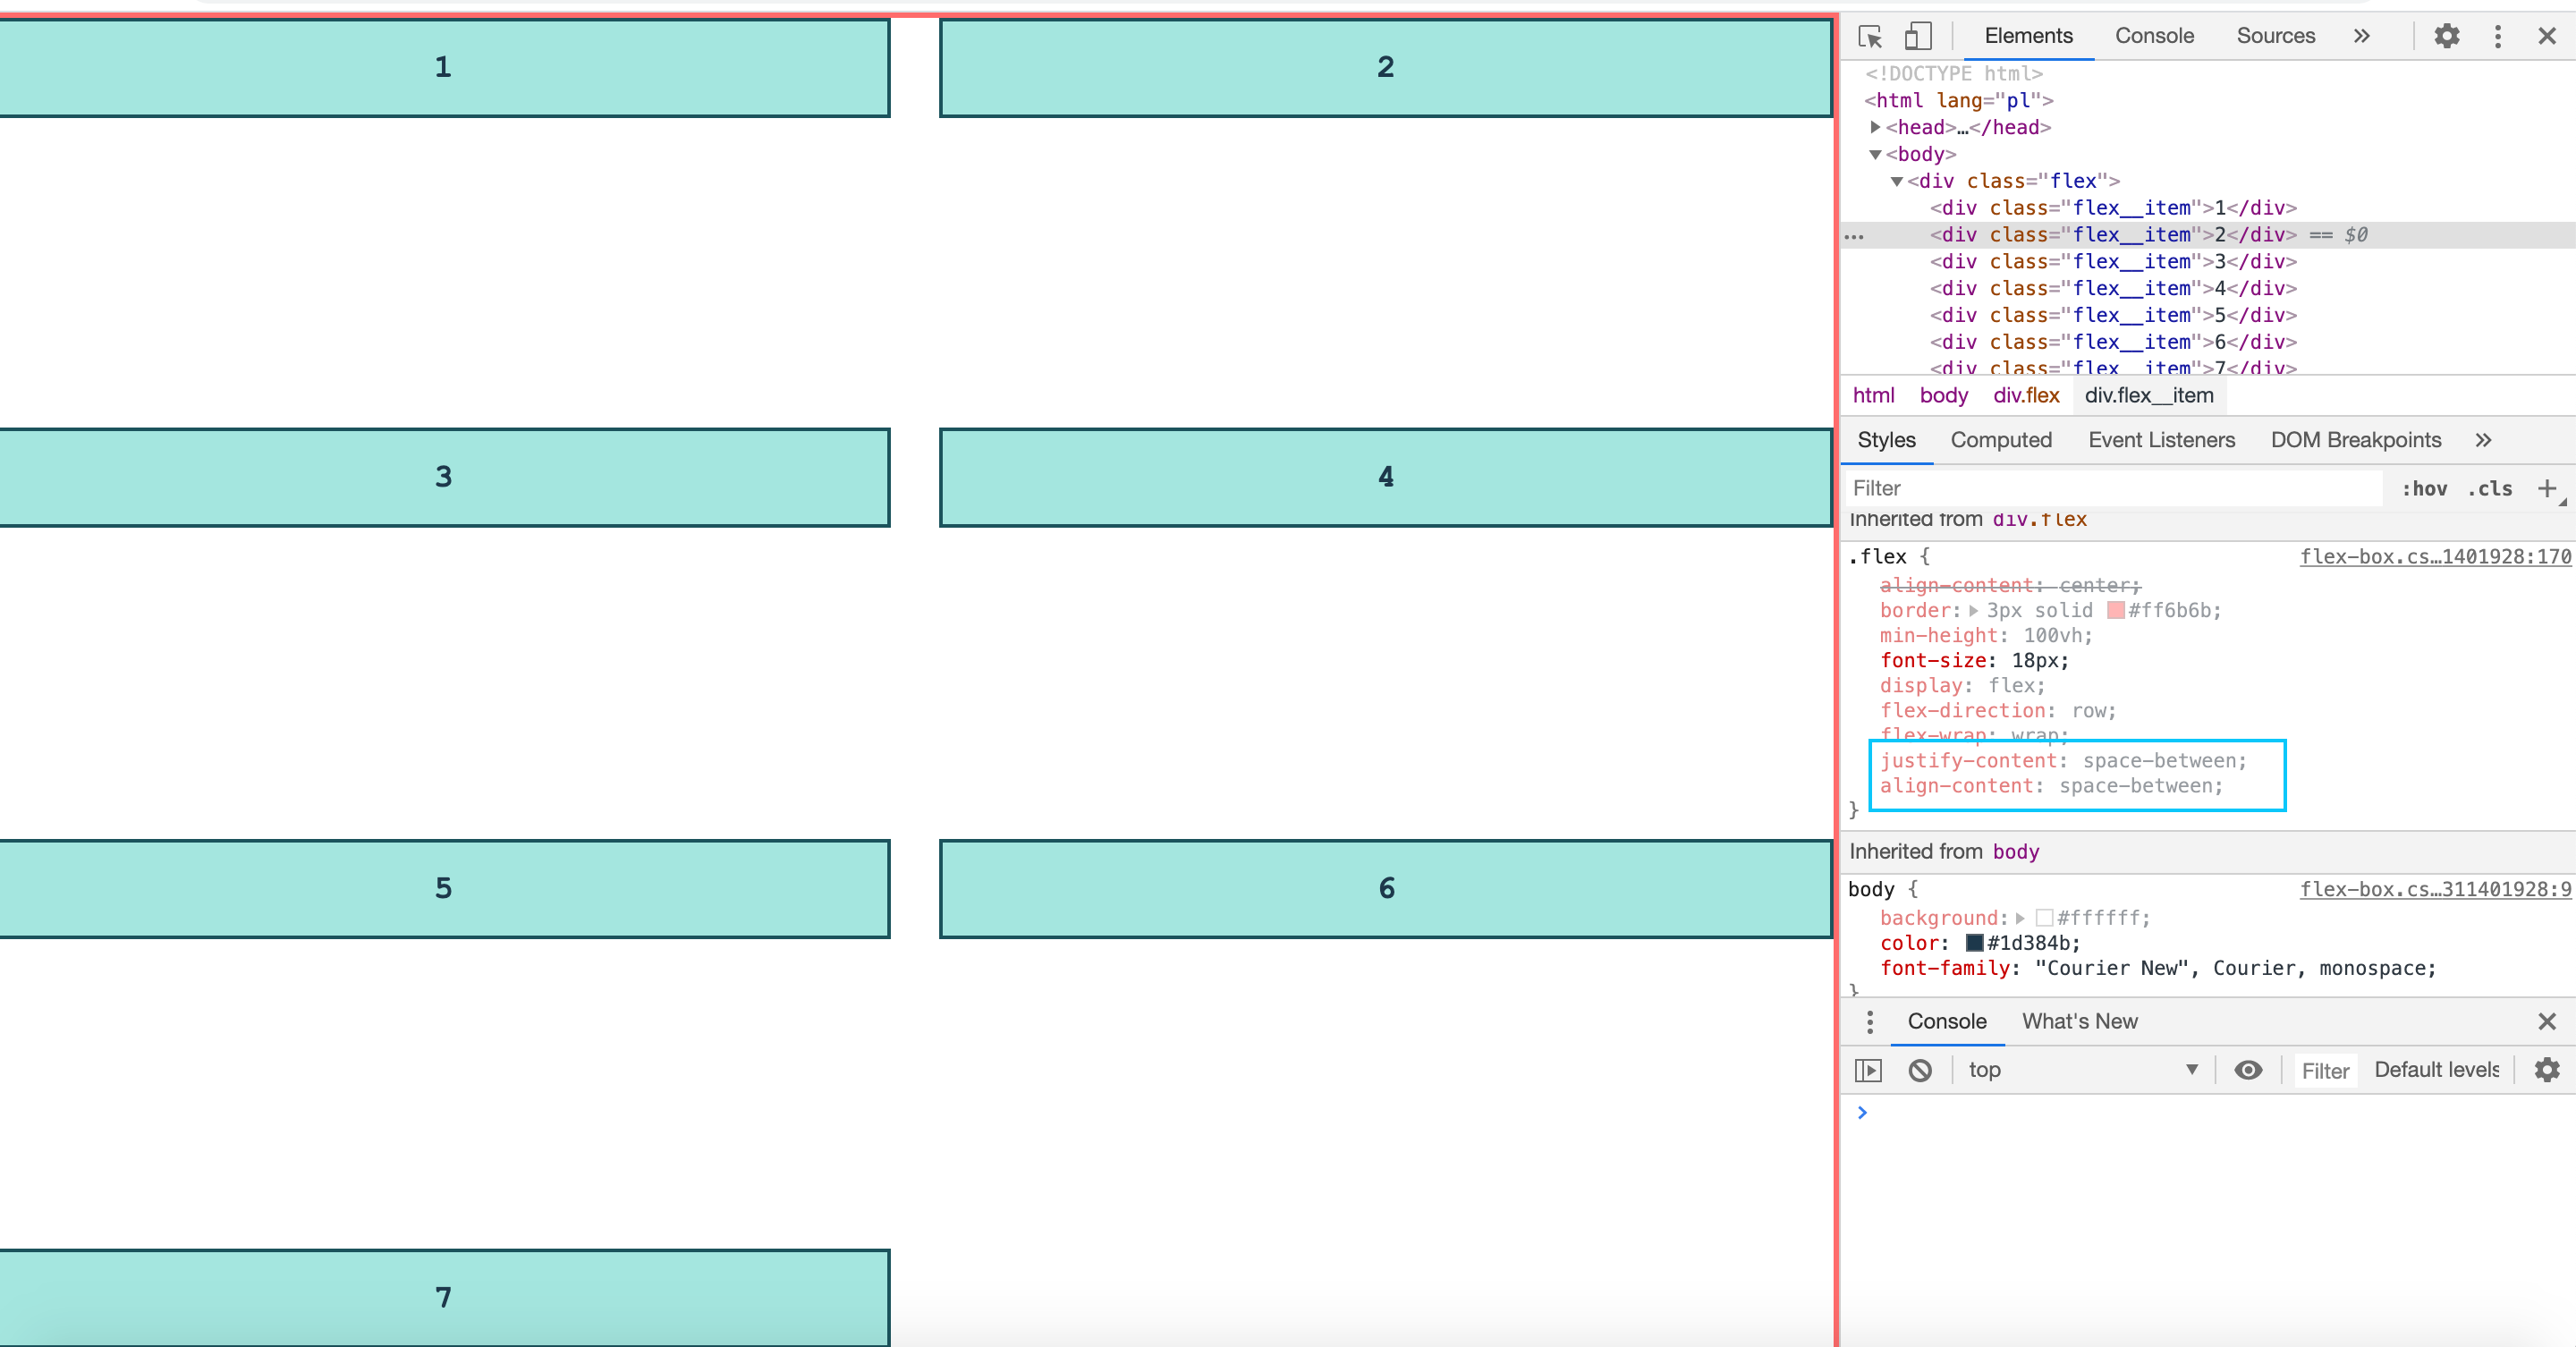 1
2
3
4
5
6
7
Elements Console Sources »
<!DOCTYPE html>
<html lang="pl">
<head>…</head>
<body>
<div class="flex">
<div class="flex__item">1</div>
<div class="flex__item">2</div> == $0
<div class="flex__item">3</div>
<div class="flex__item">4</div>
<div class="flex__item">5</div>
<div class="flex__item">6</div>
<div class="flex__item">7</div>
html body div.flex div.flex__item
Styles Computed Event Listeners DOM Breakpoints »
Filter :hov .cls +
Inherited from div.flex
.flex { flex-box.cs…1401928:170
align-content: center;
border: 3px solid #ff6b6b;
min-height: 100vh;
font-size: 18px;
display: flex;
flex-direction: row;
flex-wrap: wrap;
justify-content: space-between;
align-content: space-between;
}
Inherited from body
body { flex-box.cs…311401928:9
background: #ffffff;
color: #1d384b;
font-family: "Courier New", Courier, monospace;
}
Console What's New
top Filter Default levels
>